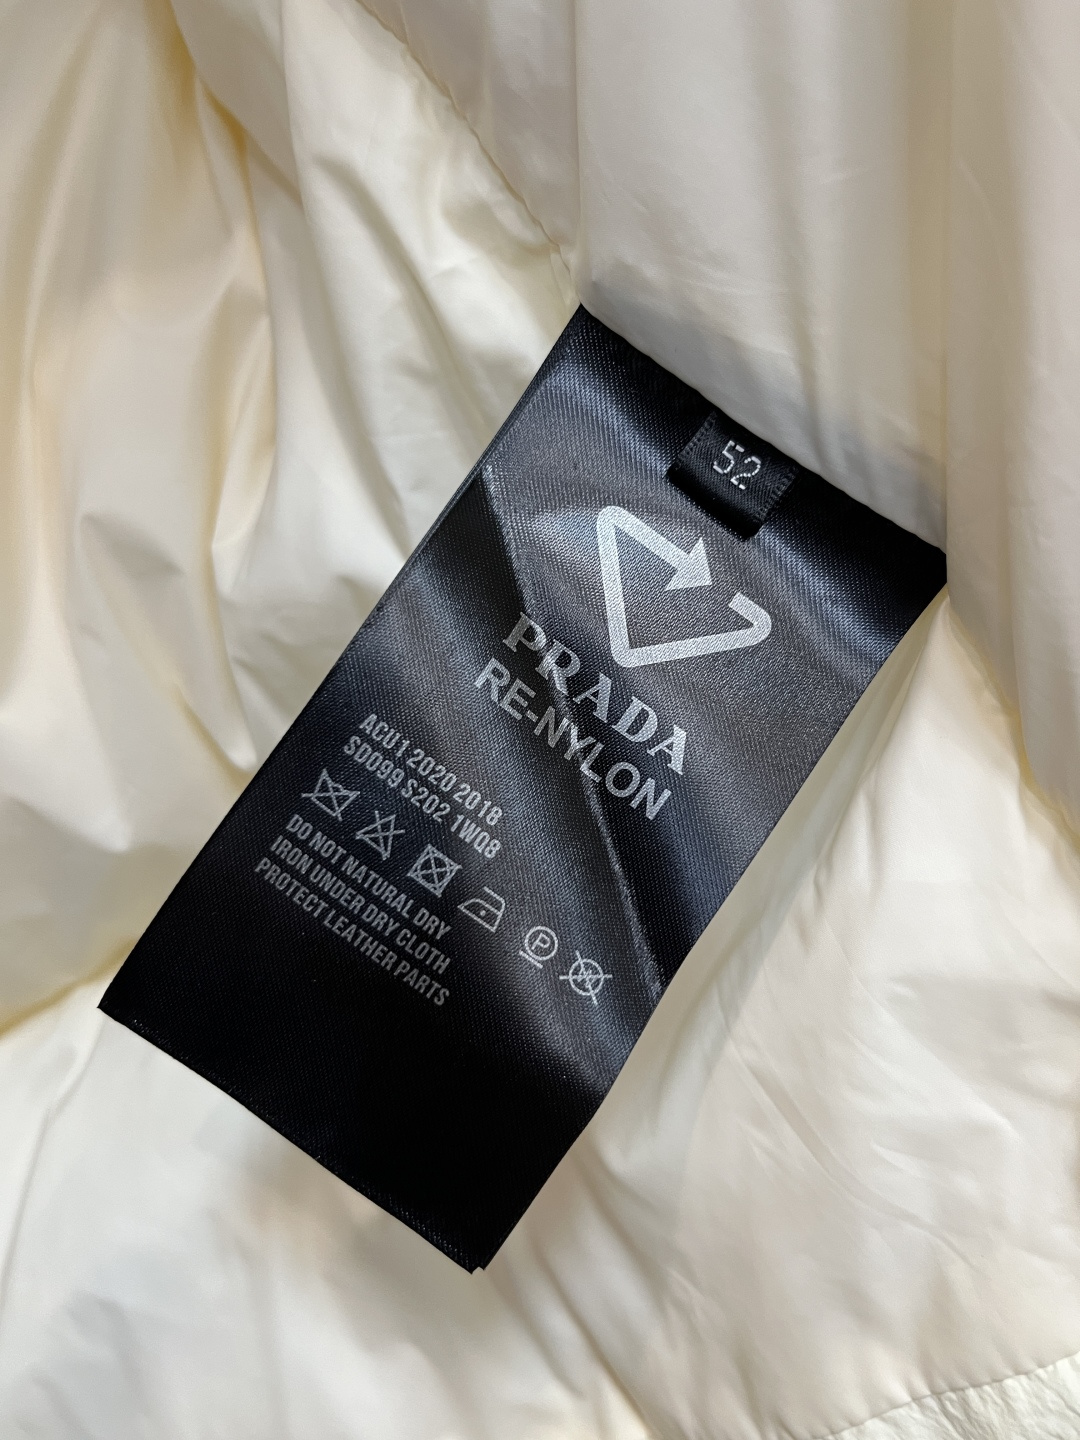 52
PRADA
RE-NYLON
ACU1 2020 2018
SD099 S202 1WQ8
P
DO NOT NATURAL DRY
IRON UNDER DRY CLOTH
PROTECT LEATHER PARTS